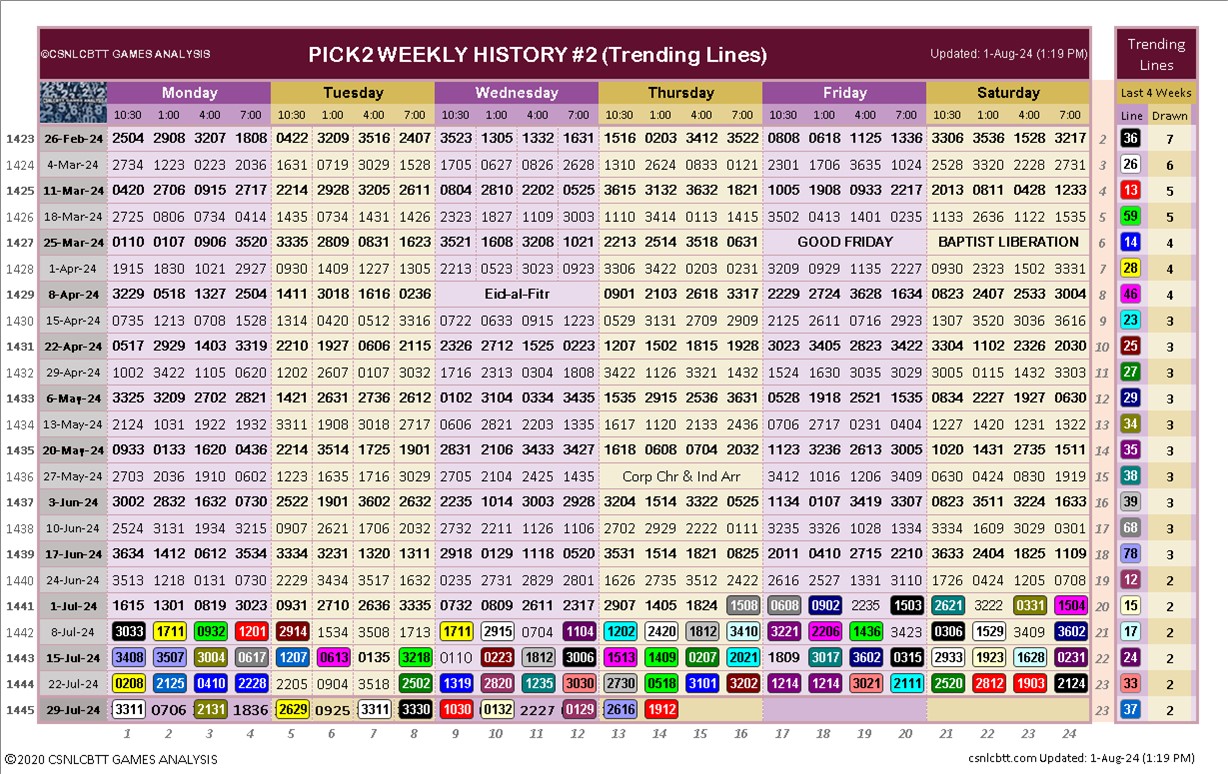 ©CSNLCBTT GAMES ANALYSIS PICK2 WEEKLY HISTORY #2 (Trending Lines) Updated: 1-Aug-24 (1:19 PM) Trending Lines
Monday Tuesday Wednesday Thursday Friday Saturday Last 4 Weeks
10:30 1:00 4:00 7:00 10:30 1:00 4:00 7:00 10:30 1:00 4:00 7:00 10:30 1:00 4:00 7:00 10:30 1:00 4:00 7:00 10:30 1:00 4:00 7:00 Line Drawn
1423 26-Feb-24 2504 2908 3207 1808 0422 3209 3516 2407 3523 1305 1332 1631 1516 0203 3412 3522 0808 0618 1125 1336 3306 3536 1528 3217 2 36 7
1424 4-Mar-24 2734 1223 0223 2036 1631 0719 3029 1525 1705 0627 0826 2628 1310 2624 0833 0121 2301 1706 3535 1024 2528 3320 2228 2731 3 26 6
1425 11-Mar-24 0420 2706 0915 2717 2214 2928 3205 2611 0804 2810 2202 0525 3615 3132 3632 1821 1005 1908 0933 2217 2013 0811 0428 1233 4 13 5
1426 18-Mar-24 2725 0806 0734 0414 1435 0734 1431 1426 2323 1827 1109 3003 1110 3414 0113 1415 3502 0413 1401 0235 1133 2636 1122 1535 5 59 5
1427 25-Mar-24 0110 0107 0906 3520 3335 2809 0831 1623 3521 1608 3208 1021 2213 2514 3518 0631 GOOD FRIDAY BAPTIST LIBERATION 6 14 4
1428 1-Apr-24 1915 1830 1021 2927 0930 1409 1227 1303 2213 0523 3023 0923 3306 3422 0203 0231 3209 0929 1135 2227 0930 2323 1502 3331 7 28 4
1429 8-Apr-24 3229 0518 1327 2504 1411 3018 1616 0238 Eid-al-Fitr 0901 2103 2618 3317 2229 2724 3628 1634 0823 2407 2533 3004 8 46 4
1430 15-Apr-24 0735 1213 0708 1528 1314 0420 0512 3313 0722 0633 0915 1223 0529 3131 2709 2909 2125 2611 0716 2923 1307 3520 3036 3616 9 23 3
1431 22-Apr-24 0517 2929 1403 3319 2210 1927 0606 2115 2326 2712 1525 0223 1207 1502 1815 1928 3023 3405 2823 3422 3304 1102 2326 2030 10 25 3
1432 29-Apr-24 1002 3422 1105 0620 1202 2607 0107 3032 1716 2313 0304 1808 3422 1126 3321 1432 1524 1630 3035 3029 3005 0115 1432 3303 11 27 3
1433 6-May-24 3325 3209 2702 2821 1421 2631 2736 2612 0102 3104 0334 3435 1535 2915 2536 3631 0528 1918 2521 1535 0834 2227 1927 0630 12 29 3
1434 13-May-24 2124 1031 1922 1932 3311 1908 3018 2717 0606 2821 2203 1335 1617 1120 2133 2436 0706 2717 0231 0404 1227 1420 1231 1322 13 34 3
1435 20-May-24 0933 0133 1620 0436 2214 3514 1725 1901 2831 2106 3433 3427 1618 0608 0704 2032 1123 3236 2613 3005 1020 1431 2735 1511 14 35 3
1436 27-May-24 2703 2036 1910 0602 1223 1635 1716 3023 2705 2104 2425 1435 Corp Chr & Ind Arr 3412 1016 1206 3409 0630 0424 0830 1919 15 38 3
1437 3-Jun-24 3002 2832 1632 0730 2522 1901 3602 2632 2235 1014 3003 2928 3204 1514 3322 0525 1134 0107 3419 3307 0823 3511 3224 1633 16 39 3
1438 10-Jun-24 2524 3131 1934 3215 0907 2621 1706 2032 2732 2211 1126 1106 2702 2929 2222 0111 3235 3326 1028 1334 3334 1609 3029 0301 17 68 3
1439 17-Jun-24 3634 1412 0612 3534 3334 3231 1320 1311 2918 0129 1118 0520 3531 1514 1821 0825 2011 0410 2715 2210 3633 2404 1825 1109 18 78 3
1440 24-Jun-24 3513 1218 0131 0730 2229 3434 3517 1632 0235 2731 2829 2801 1626 2735 3512 2422 2616 2527 1331 3110 1726 0424 1205 0708 19 12 2
1441 1-Jul-24 1615 1301 0819 3023 0931 2710 2636 3335 0732 0809 2611 2317 2907 1405 1824 1508 0608 0902 2235 1503 2621 3222 0331 1504 20 15 2
1442 8-Jul-24 3033 1711 0932 1201 2914 1534 3508 1713 1711 2915 0704 1104 1202 2420 1812 3410 3221 2206 1436 3423 0306 1529 3409 3602 21 17 2
1443 15-Jul-24 3408 3507 3004 0617 1207 0613 0135 3218 0110 0223 1812 3006 1513 1409 0207 2021 1809 3017 3602 0315 2933 1923 1628 0231 22 24 2
1444 22-Jul-24 0208 2125 0410 2228 2205 0904 3518 2502 1319 2820 1235 3030 2730 0518 3101 3202 1214 1214 3021 2111 2520 2812 1903 2124 23 33 2
1445 29-Jul-24 3311 0706 2131 1836 2629 0925 3311 3330 1030 0132 2227 0129 2616 1912 23 37 2
1 2 3 4 5 6 7 8 9 10 11 12 13 14 15 16 17 18 19 20 21 22 23 24
©2020 CSNLCBTT GAMES ANALYSIS csnlcbtt.com Updated: 1-Aug-24 (1:19 PM)